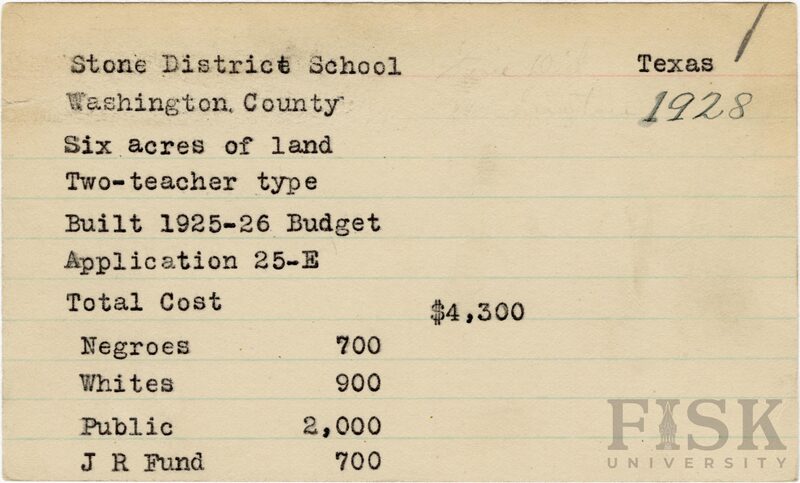 Stone District School Texas
Washington County 1928
Six acres of land
Two-teacher type
Built 1925-26 Budget
Application 25-E
Total Cost $4,300
Negroes 700
Whites 900
Public 2,000
J R Fund 700
FISK
UNIVERSITY